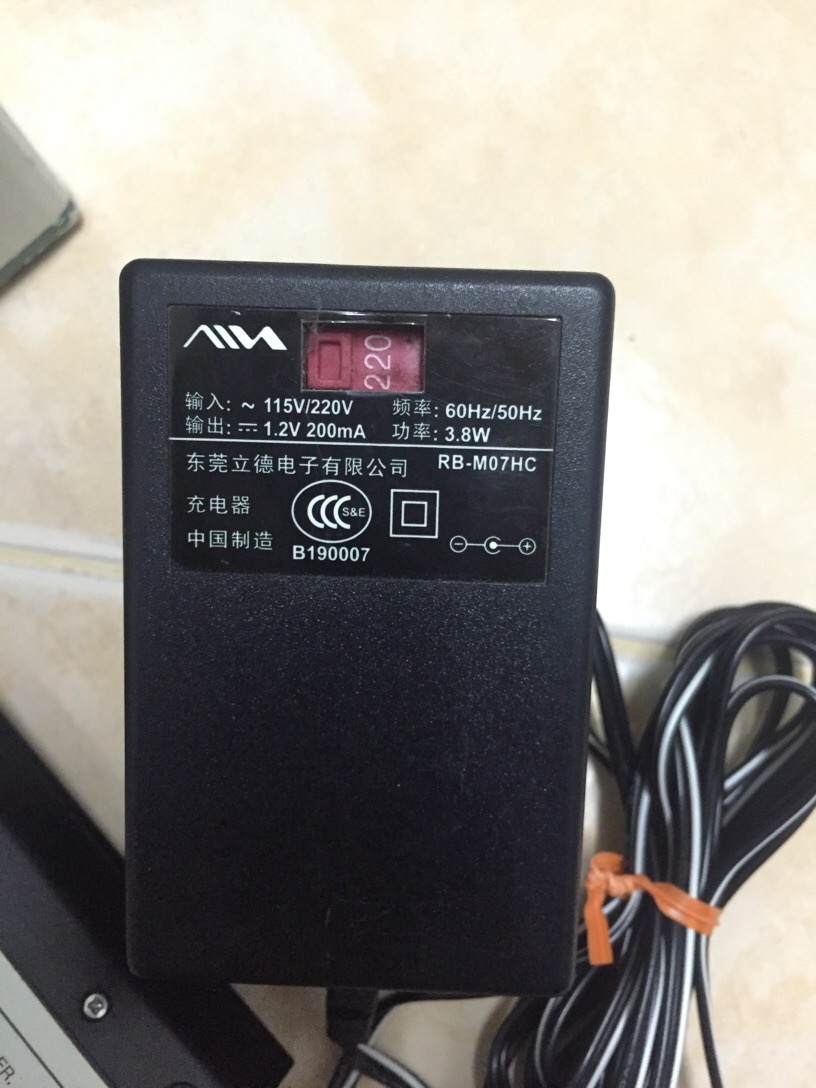 AIWA
220
输入: ~ 115V/220V 频率: 60Hz/50Hz
输出: ⎓ 1.2V 200mA 功率: 3.8W
东莞立德电子有限公司 RB-M07HC
充电器
CCC S&E
中国制造 B190007
ER.